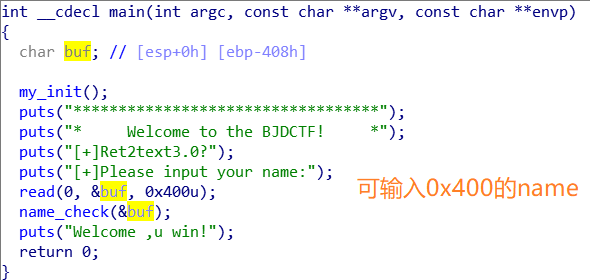 int __cdecl main(int argc, const char **argv, const char **envp)
{
char buf; // [esp+0h] [ebp-408h]
my_init();
puts("**********************************");
puts("*     Welcome to the BJDCTF!     *");
puts("[+]Ret2text3.0?");
puts("[+]Please input your name:");
read(0, &buf, 0x400u);
可输入0x400的name
name_check(&buf);
puts("Welcome ,u win!");
return 0;
}